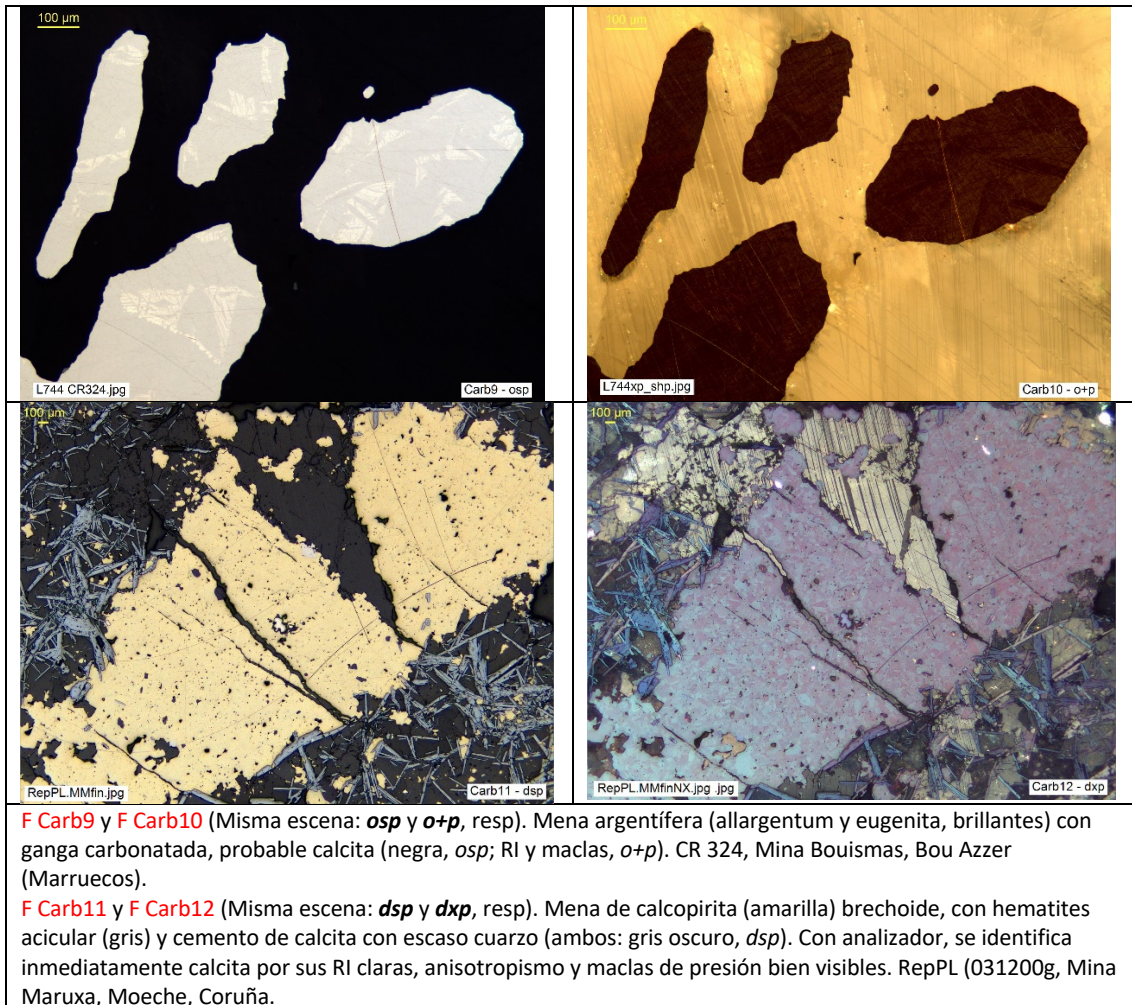 100 µm
L744 CR324.jpg
Carb9 - osp
100 µm
L744xp_shp.jpg
Carb10 - o+p
100 µm
RepPL.MMfin.jpg
Carb11 - dsp
100 µm
RepPL.MMfinNX.jpg .jpg
Carb12 - dxp
F Carb9 y F Carb10 (Misma escena: osp y o+p, resp). Mena argentífera (allargentum y eugenita, brillantes) con
ganga carbonatada, probable calcita (negra, osp; RI y maclas, o+p). CR 324, Mina Bouismas, Bou Azzer
(Marruecos).
F Carb11 y F Carb12 (Misma escena: dsp y dxp, resp). Mena de calcopirita (amarilla) brechoide, con hematites
acicular (gris) y cemento de calcita con escaso cuarzo (ambos: gris oscuro, dsp). Con analizador, se identifica
inmediatamente calcita por sus RI claras, anisotropismo y maclas de presión bien visibles. RepPL (031200g, Mina
Maruxa, Moeche, Coruña.